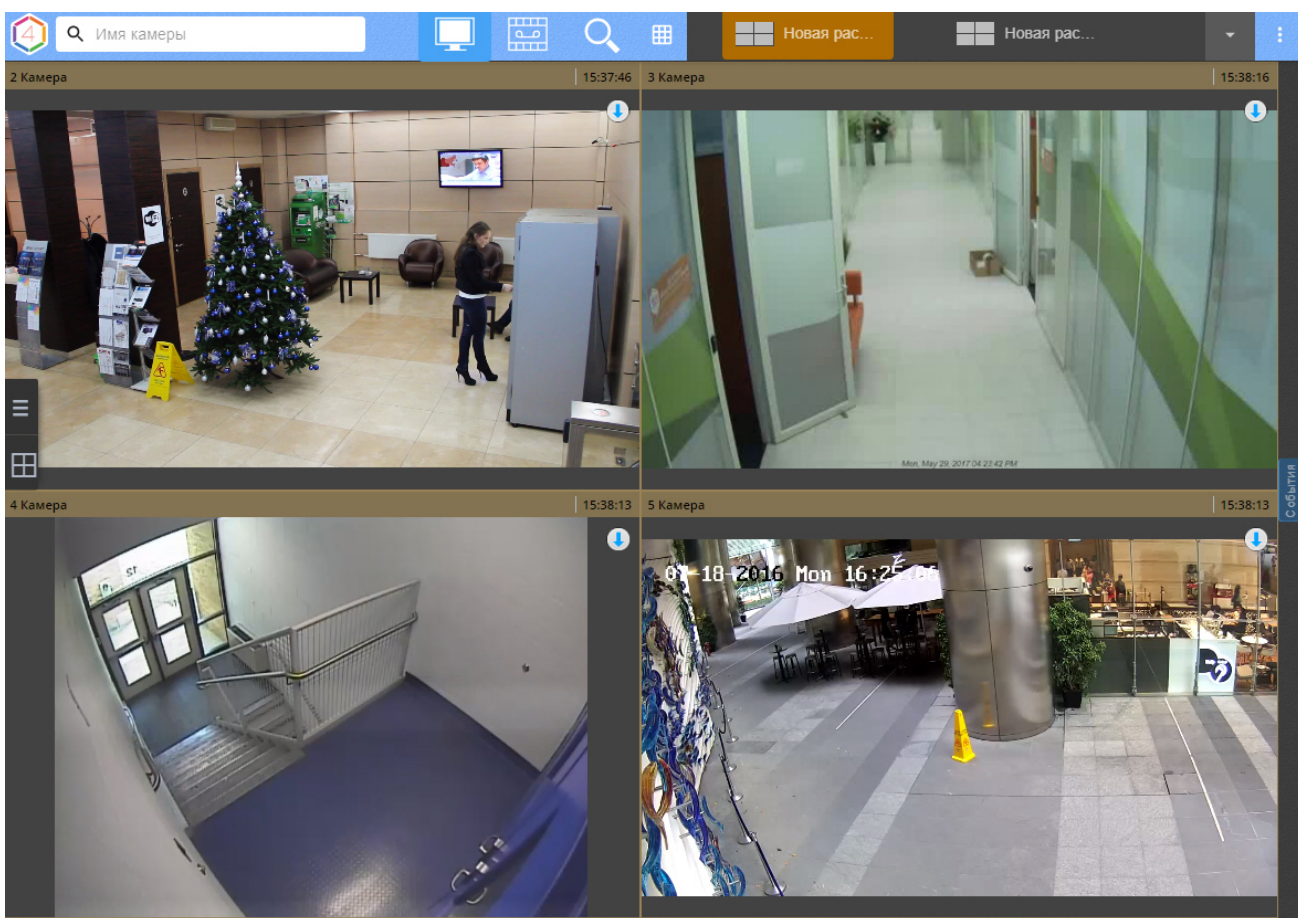 4
Имя камеры
Новая рас...
Новая рас...
2 Камера
15:37:46
3 Камера
15:38:16
Mon, May 29, 2017 04:23:42 PM
4 Камера
15:38:13
5 Камера
15:38:13
07-18-2016 Mon 16:25:06
События